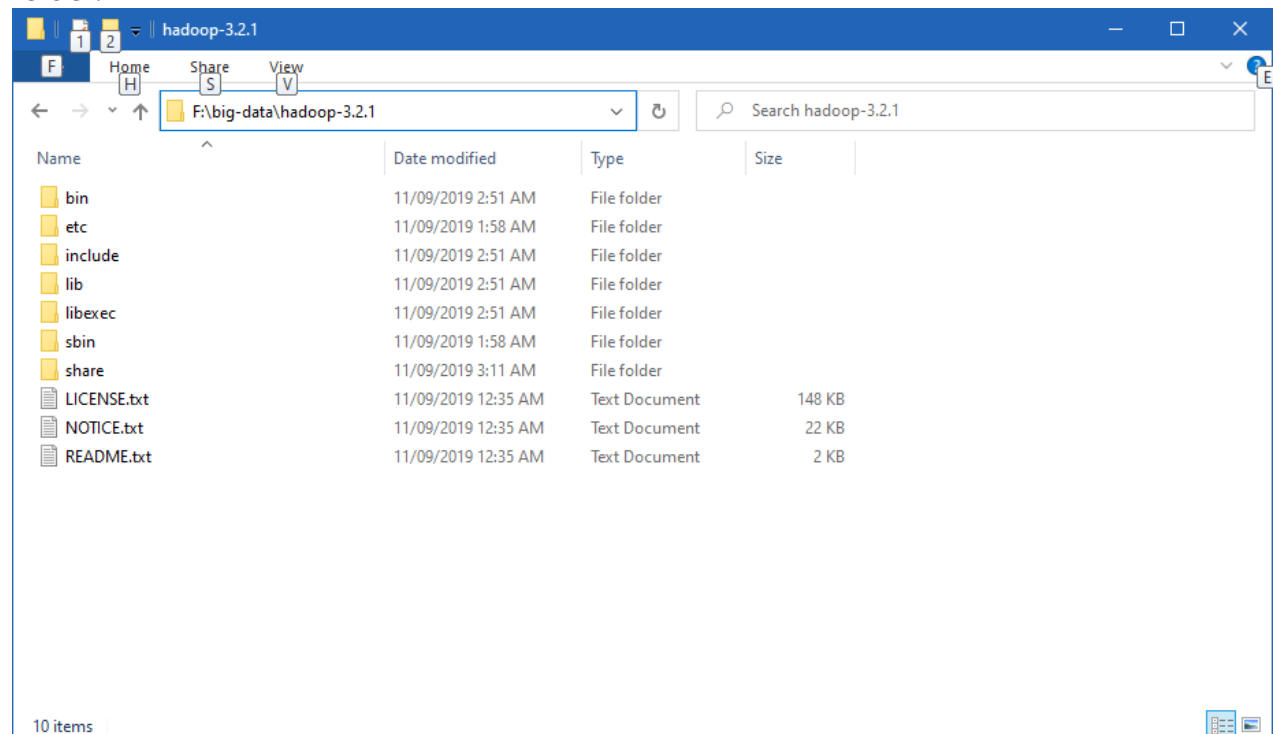 1 2 hadoop-3.2.1
F Home Share View
H S V E
F:\big-data\hadoop-3.2.1 Search hadoop-3.2.1
Name Date modified Type Size
bin 11/09/2019 2:51 AM File folder
etc 11/09/2019 1:58 AM File folder
include 11/09/2019 2:51 AM File folder
lib 11/09/2019 2:51 AM File folder
libexec 11/09/2019 2:51 AM File folder
sbin 11/09/2019 1:58 AM File folder
share 11/09/2019 3:11 AM File folder
LICENSE.txt 11/09/2019 12:35 AM Text Document 148 KB
NOTICE.txt 11/09/2019 12:35 AM Text Document 22 KB
README.txt 11/09/2019 12:35 AM Text Document 2 KB
10 items